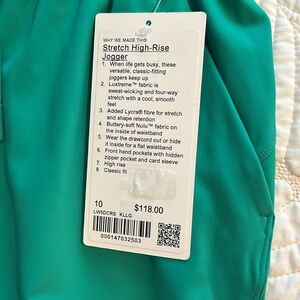 WHY WE MADE THIS
Stretch High-Rise
Jogger
1. When life gets busy, these
versatile, classic-fitting
joggers keep up
2. Luxtreme™ fabric is
sweat-wicking and four-way
stretch with a cool, smooth
feel
3. Added Lycra® fibre for stretch
and shape retention
4. Buttery-soft Nulu™ fabric on
the inside of waistband
5. Wear the drawcord out or hide
it inside for a flat waistband
6. Front hand pockets with hidden
zipper pocket and card sleeve
7. High rise
8. Classic fit
10 $118.00
LW5DCRS KLLG
000147032503